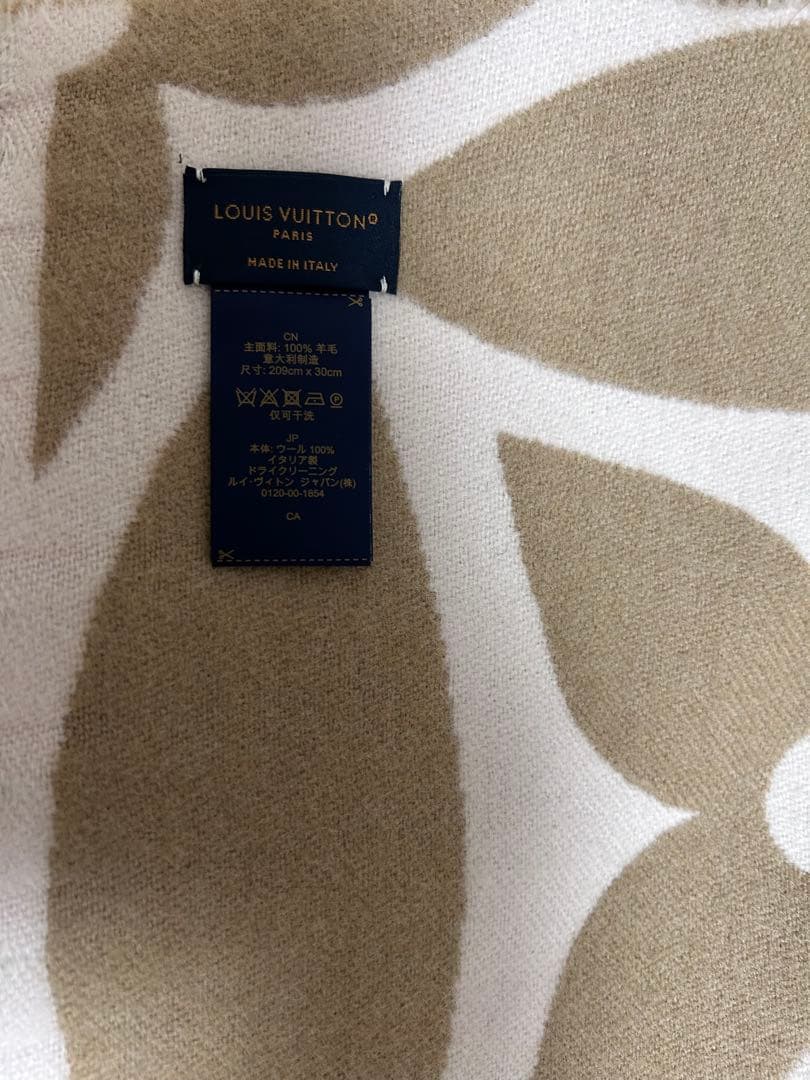 LOUIS VUITTON®
PARIS
MADE IN ITALY
CN
主面料: 100% 羊毛
意大利制造
尺寸: 209cm x 30cm
P
仅可干洗
JP
本体: ウール 100%
イタリア製
ドライクリーニング
ルイ·ヴィトン ジャパン(株)
0120-00-1854
CA